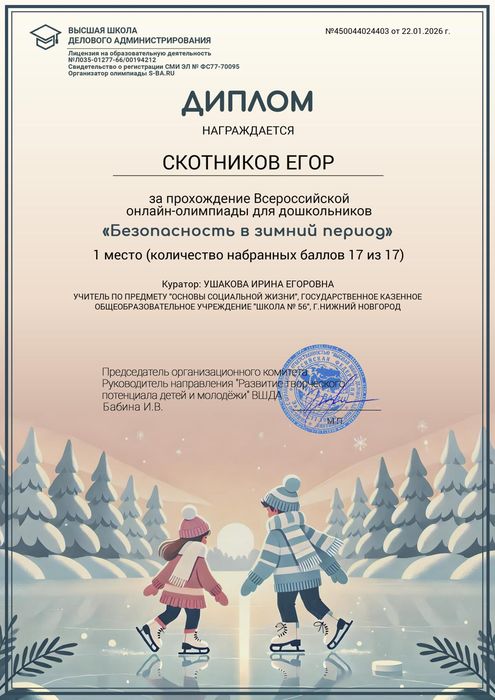 ВЫСШАЯ ШКОЛА
ДЕЛОВОГО АДМИНИСТРИРОВАНИЯ
Лицензия на образовательную деятельность
№Л035-01277-66/00194212
Свидетельство о регистрации СМИ ЭЛ № ФС77-70095
Организатор олимпиады S-BA.RU
№450044024403 от 22.01.2026 г.
ДИПЛОМ
НАГРАЖДАЕТСЯ
СКОТНИКОВ ЕГОР
за прохождение Всероссийской
онлайн-олимпиады для дошкольников
«Безопасность в зимний период»
1 место (количество набранных баллов 17 из 17)
Куратор: УШАКОВА ИРИНА ЕГОРОВНА
УЧИТЕЛЬ ПО ПРЕДМЕТУ "ОСНОВЫ СОЦИАЛЬНОЙ ЖИЗНИ", ГОСУДАРСТВЕННОЕ КАЗЕННОЕ
ОБЩЕОБРАЗОВАТЕЛЬНОЕ УЧРЕЖДЕНИЕ "ШКОЛА № 56", Г.НИЖНИЙ НОВГОРОД
Председатель организационного комитета
Руководитель направления "Развитие творческого
потенциала детей и молодёжи" ВШДА
Бабина И.В.
М.П.